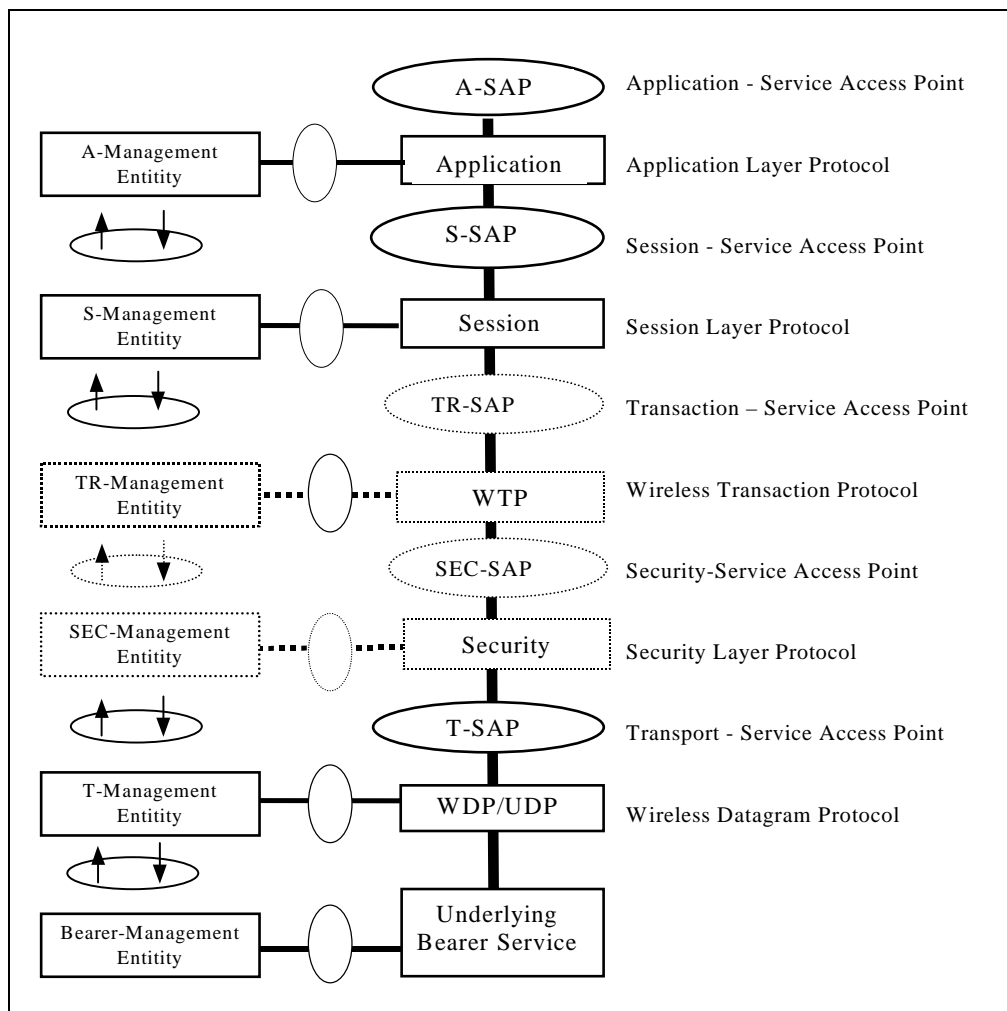 A-SAP
Application - Service Access Point
A-Management
Entitity
Application
Application Layer Protocol
S-SAP
Session - Service Access Point
S-Management
Entitity
Session
Session Layer Protocol
TR-SAP
Transaction – Service Access Point
TR-Management
Entitity
WTP
Wireless Transaction Protocol
SEC-SAP
Security-Service Access Point
SEC-Management
Entitity
Security
Security Layer Protocol
T-SAP
Transport - Service Access Point
T-Management
Entitity
WDP/UDP
Wireless Datagram Protocol
Bearer-Management
Entitity
Underlying
Bearer Service